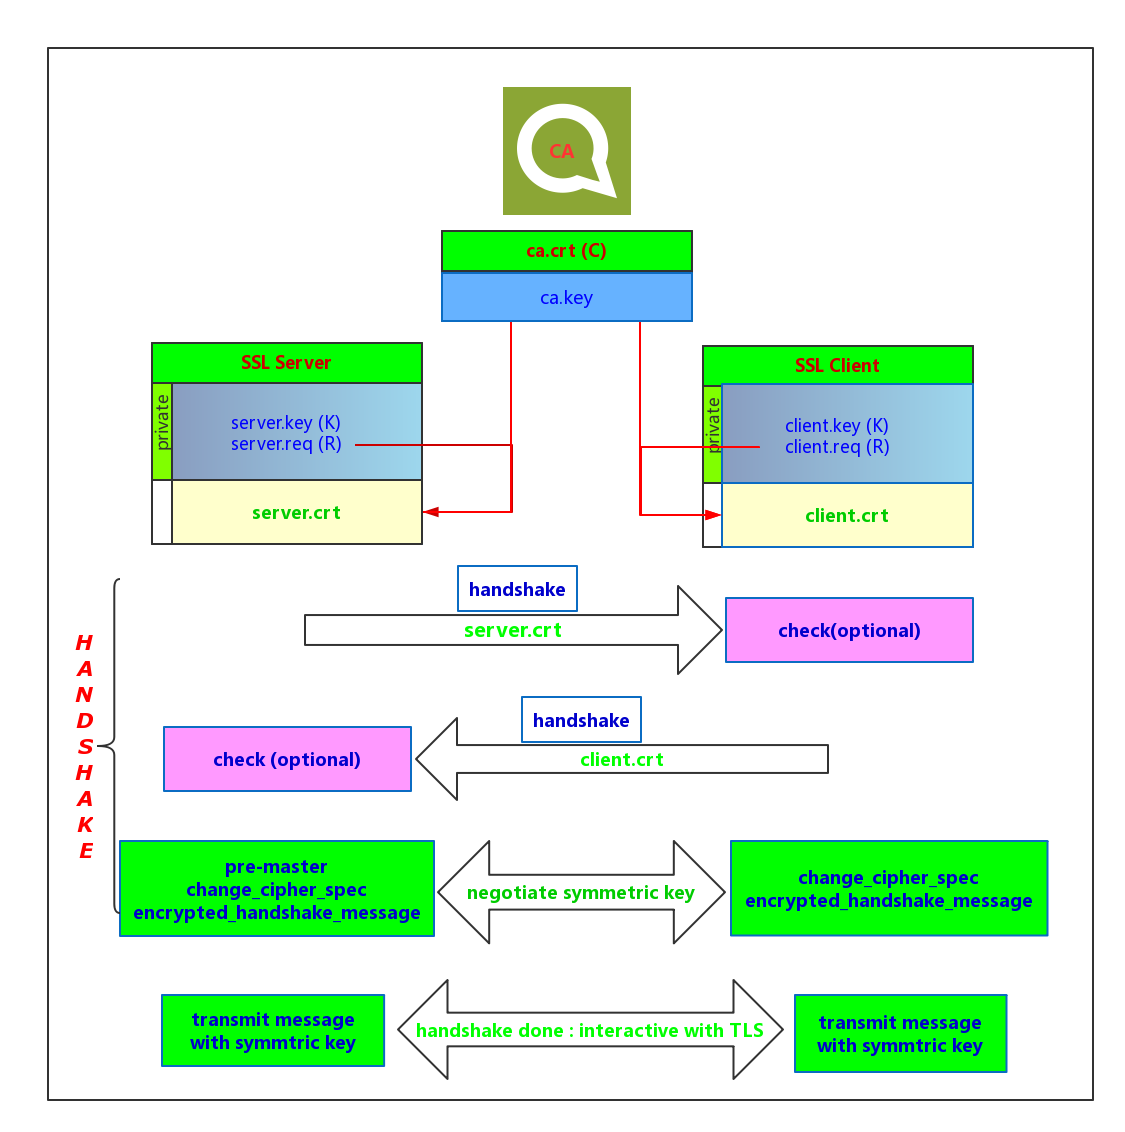 CA
ca.crt (C)
ca.key
SSL Server
private
server.key (K)
server.req (R)
server.crt
SSL Client
private
client.key (K)
client.req (R)
client.crt
HANDSHAKE
handshake
server.crt
check(optional)
handshake
check (optional)
client.crt
pre-master
change_cipher_spec
encrypted_handshake_message
negotiate symmetric key
change_cipher_spec
encrypted_handshake_message
transmit message
with symmtric key
handshake done : interactive with TLS
transmit message
with symmtric key